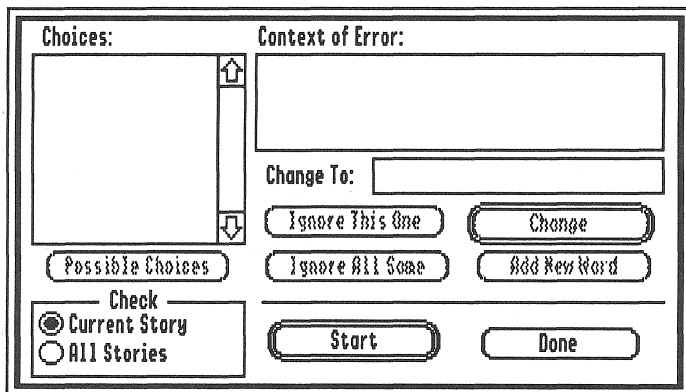 Choices:
Context of Error:
Change To:
Ignore This One
Change
Possible Choices
Ignore All Same
Add New Word
Check
Current Story
All Stories
Start
Done